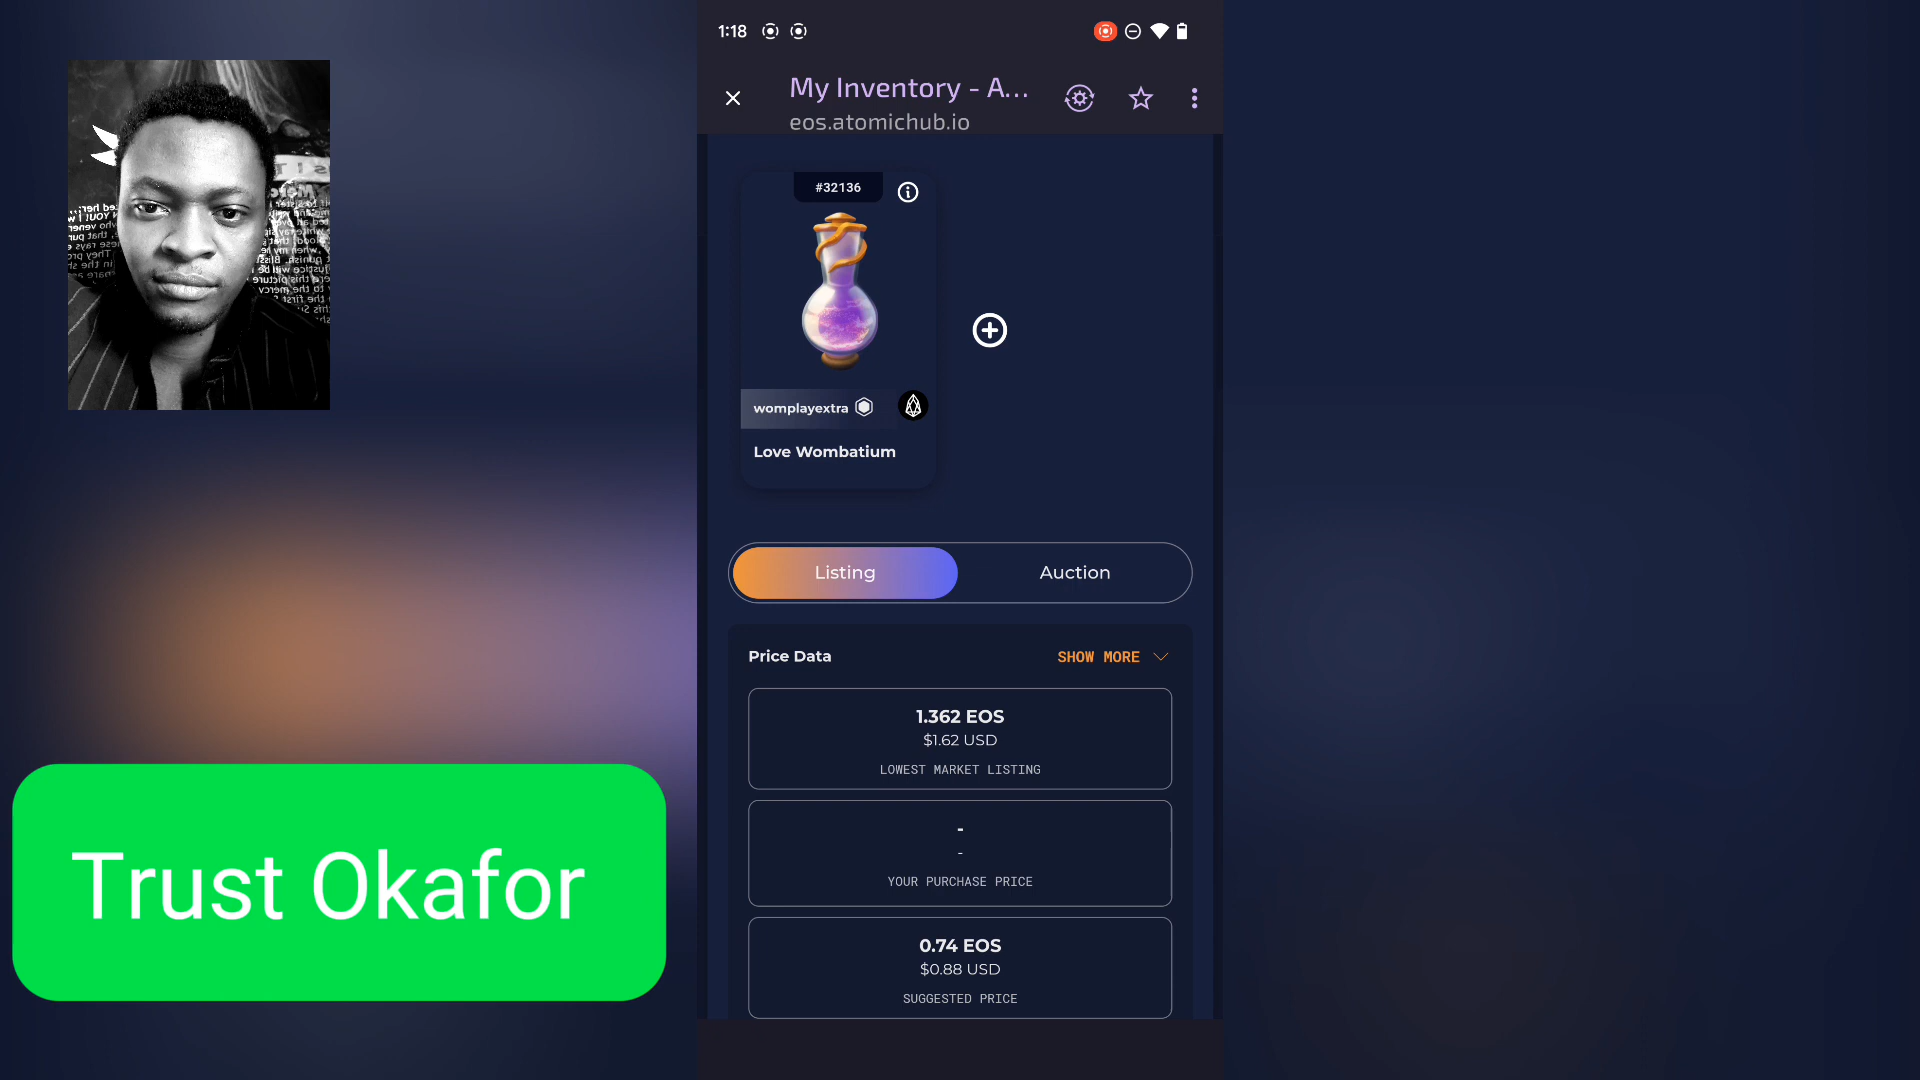 1:18
My Inventory - A...
eos.atomichub.io
#32136
womplayextra
Love Wombatium
Listing
Auction
Price Data
SHOW MORE
1.362 EOS
$1.62 USD
LOWEST MARKET LISTING
-
-
YOUR PURCHASE PRICE
0.74 EOS
$0.88 USD
SUGGESTED PRICE
Trust Okafor